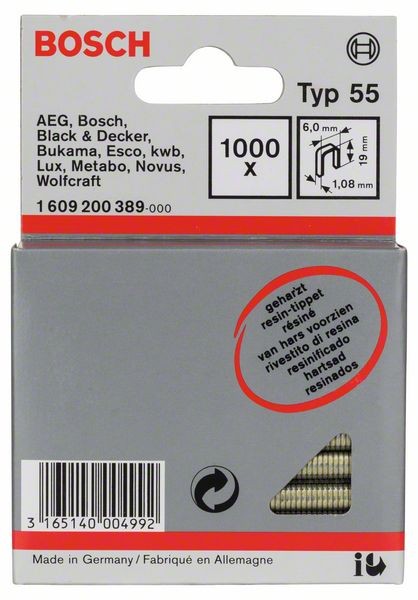 BOSCH
Typ 55
AEG, Bosch,
Black & Decker,
Bukama, Esco, kwb,
Lux, Metabo, Novus,
Wolfcraft
1 609 200 389-000
1000
x
6,0 mm
19 mm
1,08 mm
geharzt
resin-tippet
résiné
van hars voorzien
rivestito di resina
resinificado
hartsad
resinados
3 165140 004992
Made in Germany / Fabriqué en Allemagne